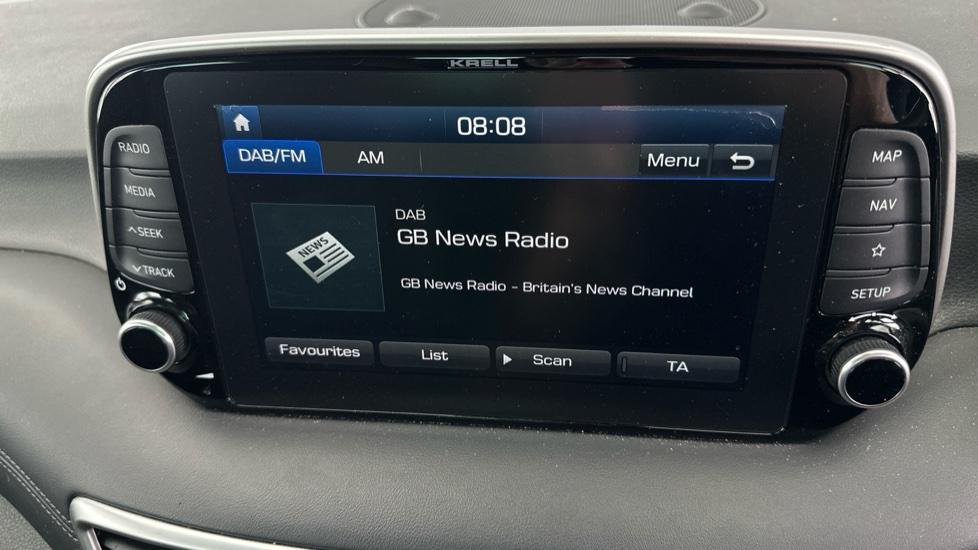 KRELL
08:08
DAB/FM
AM
Menu
DAB
GB News Radio
NEWS
GB News Radio - Britain's News Channel
Favourites
List
Scan
TA
RADIO
MEDIA
SEEK
TRACK
MAP
NAV
SETUP